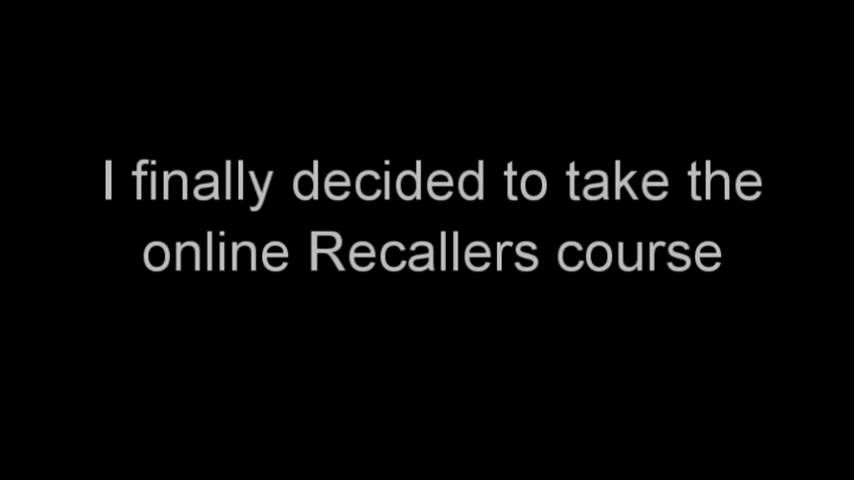 I finally decided to take the
online Recallers course